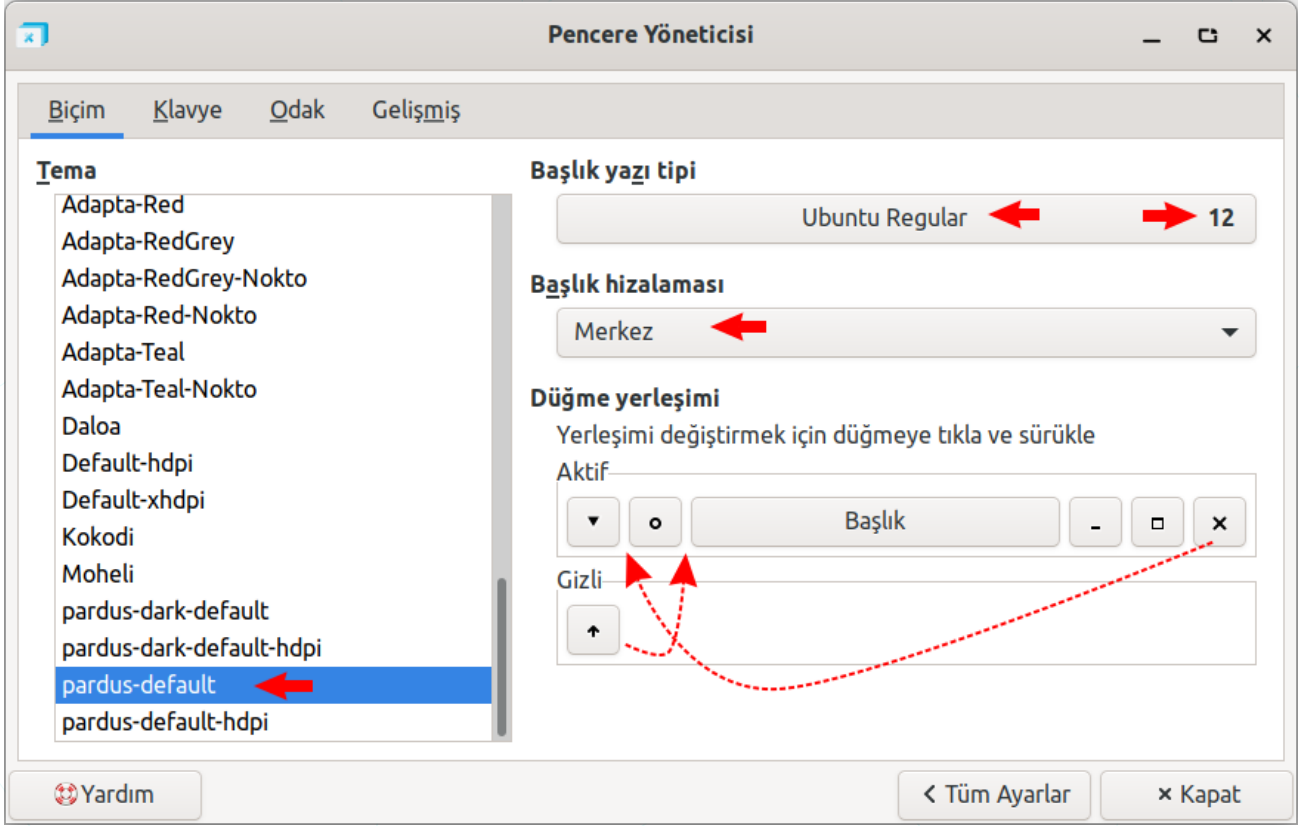 Pencere Yöneticisi
Biçim Klavye Odak Gelişmiş
Tema
Adapta-Red
Adapta-RedGrey
Adapta-RedGrey-Nokto
Adapta-Red-Nokto
Adapta-Teal
Adapta-Teal-Nokto
Daloa
Default-hdpi
Default-xhdpi
Kokodi
Moheli
pardus-dark-default
pardus-dark-default-hdpi
pardus-default
pardus-default-hdpi
Başlık yazı tipi
Ubuntu Regular 12
Başlık hizalaması
Merkez
Düğme yerleşimi
Yerleşimi değiştirmek için düğmeye tıkla ve sürükle
Aktif
Başlık
Gizli
Yardım
Tüm Ayarlar
Kapat